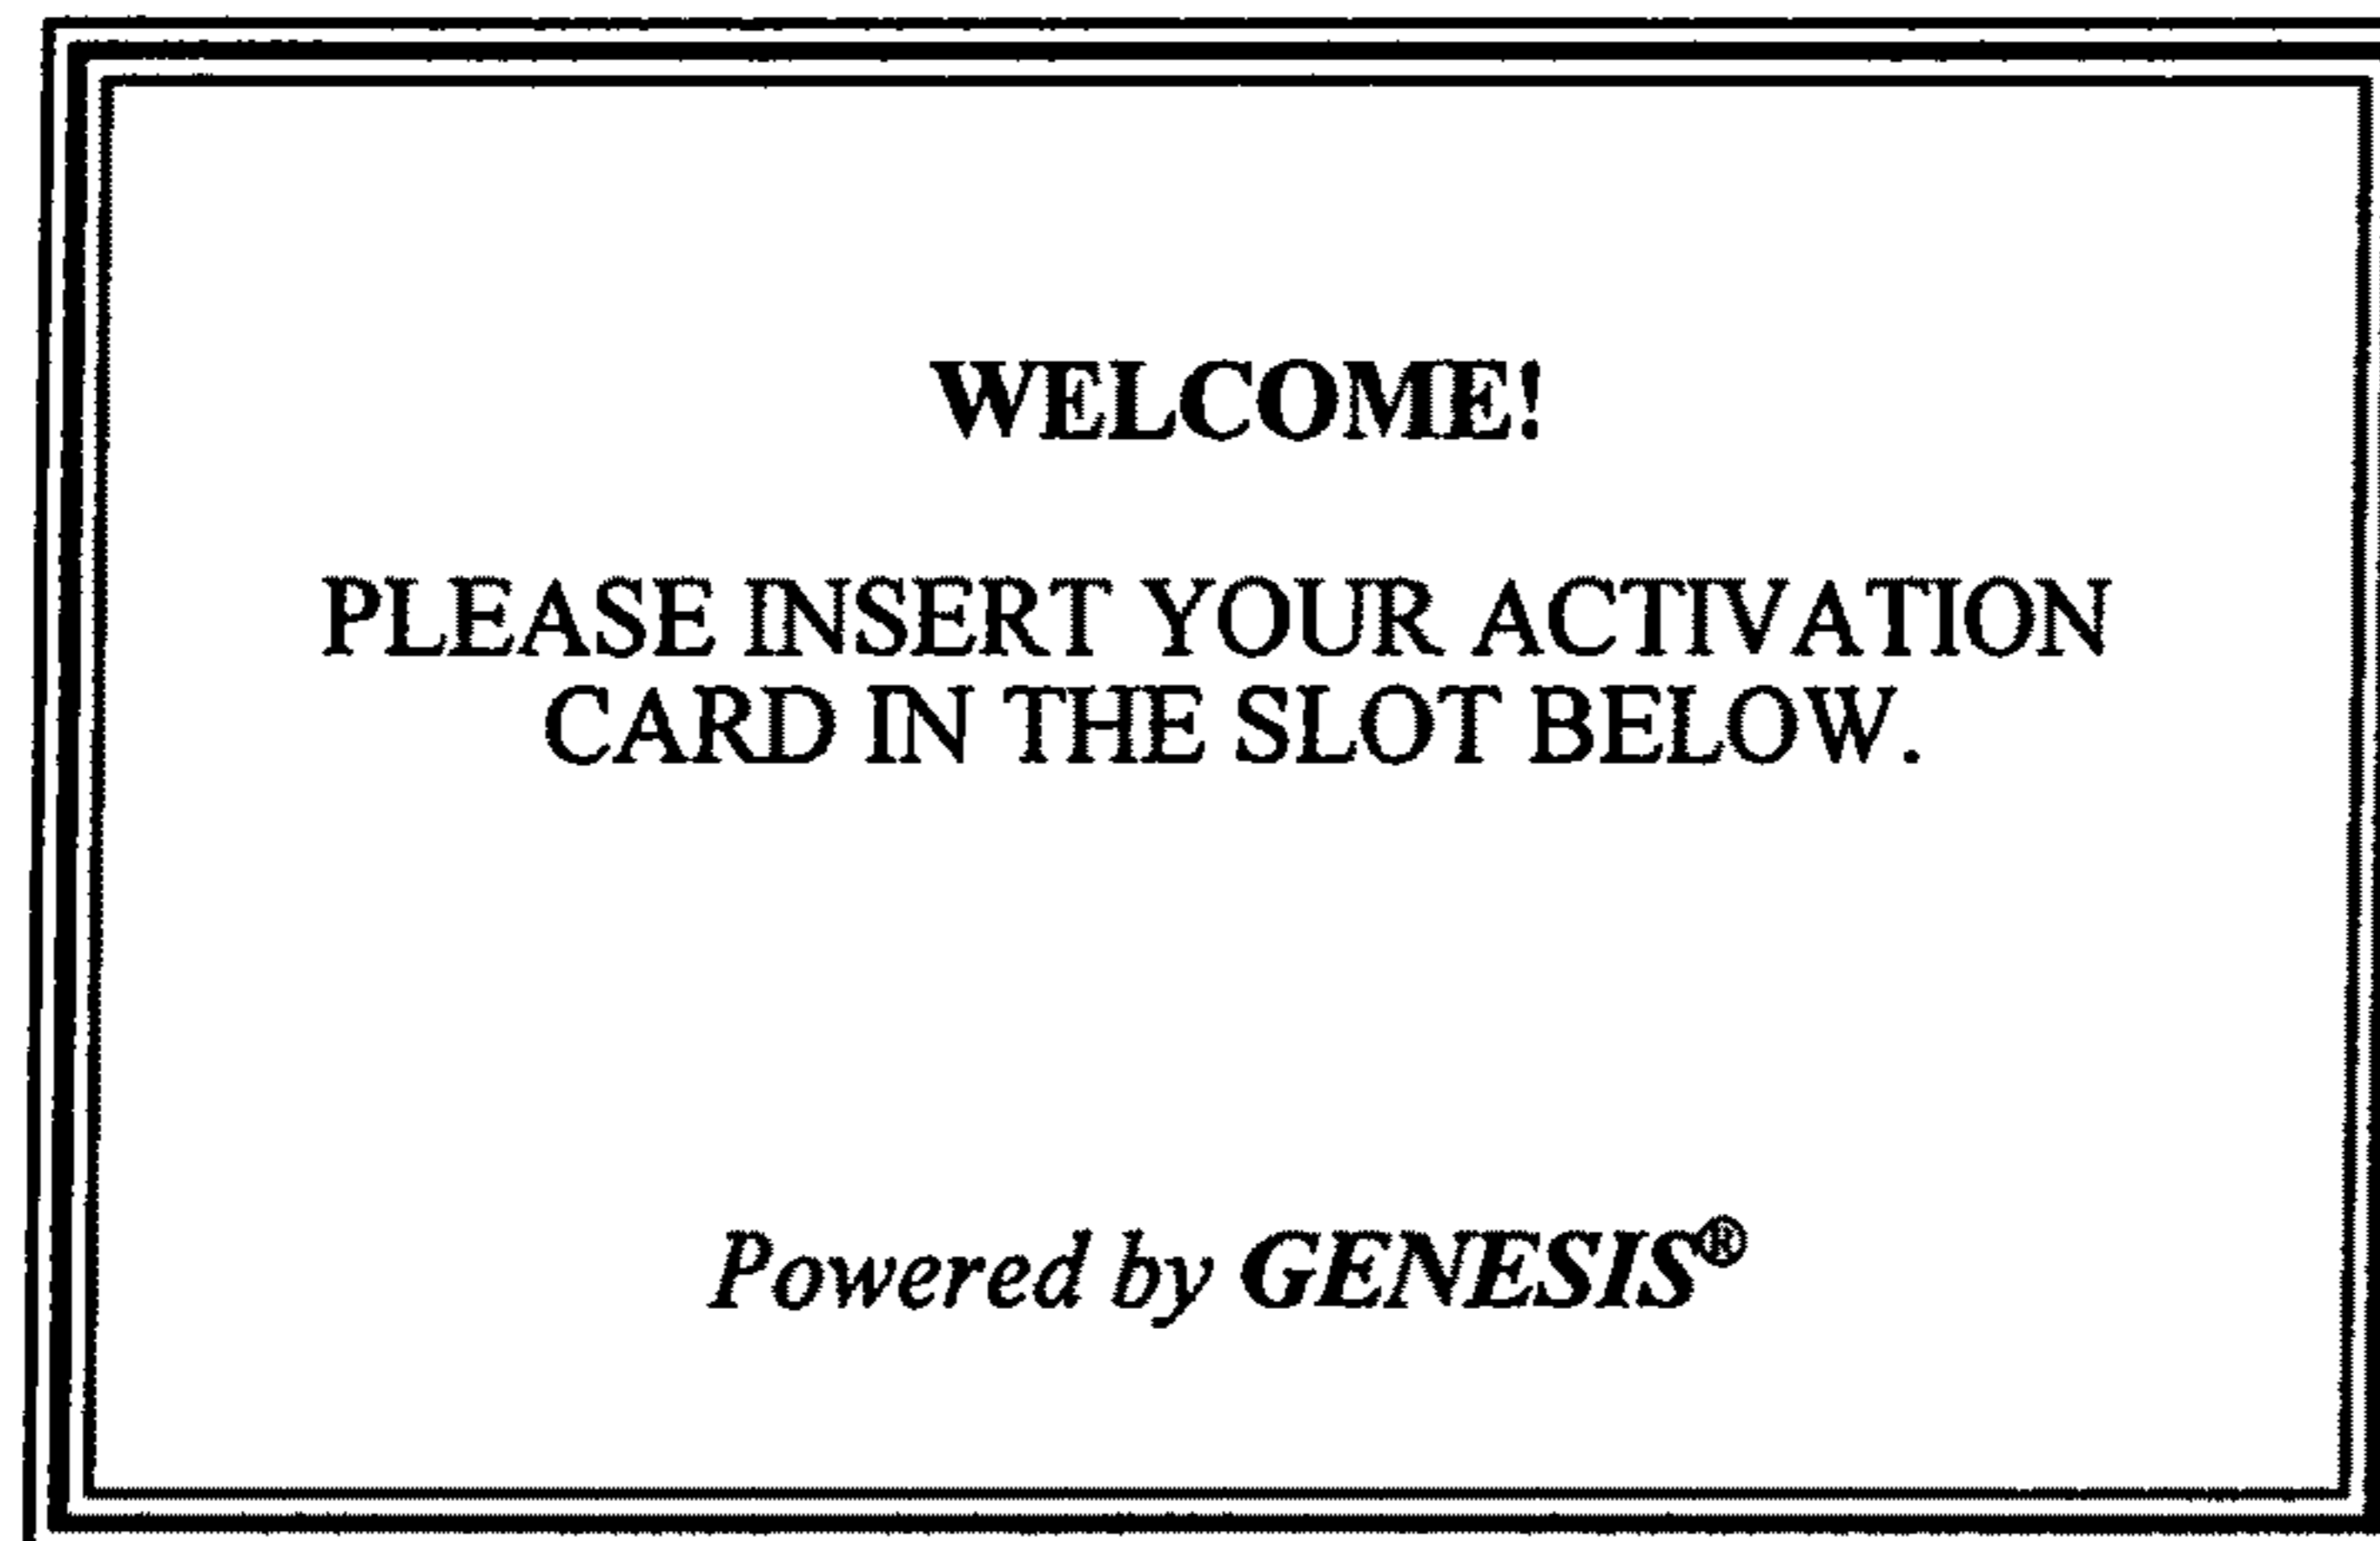 WELCOME!
PLEASE INSERT YOUR ACTIVATION
CARD IN THE SLOT BELOW.
Powered by GENESIS®